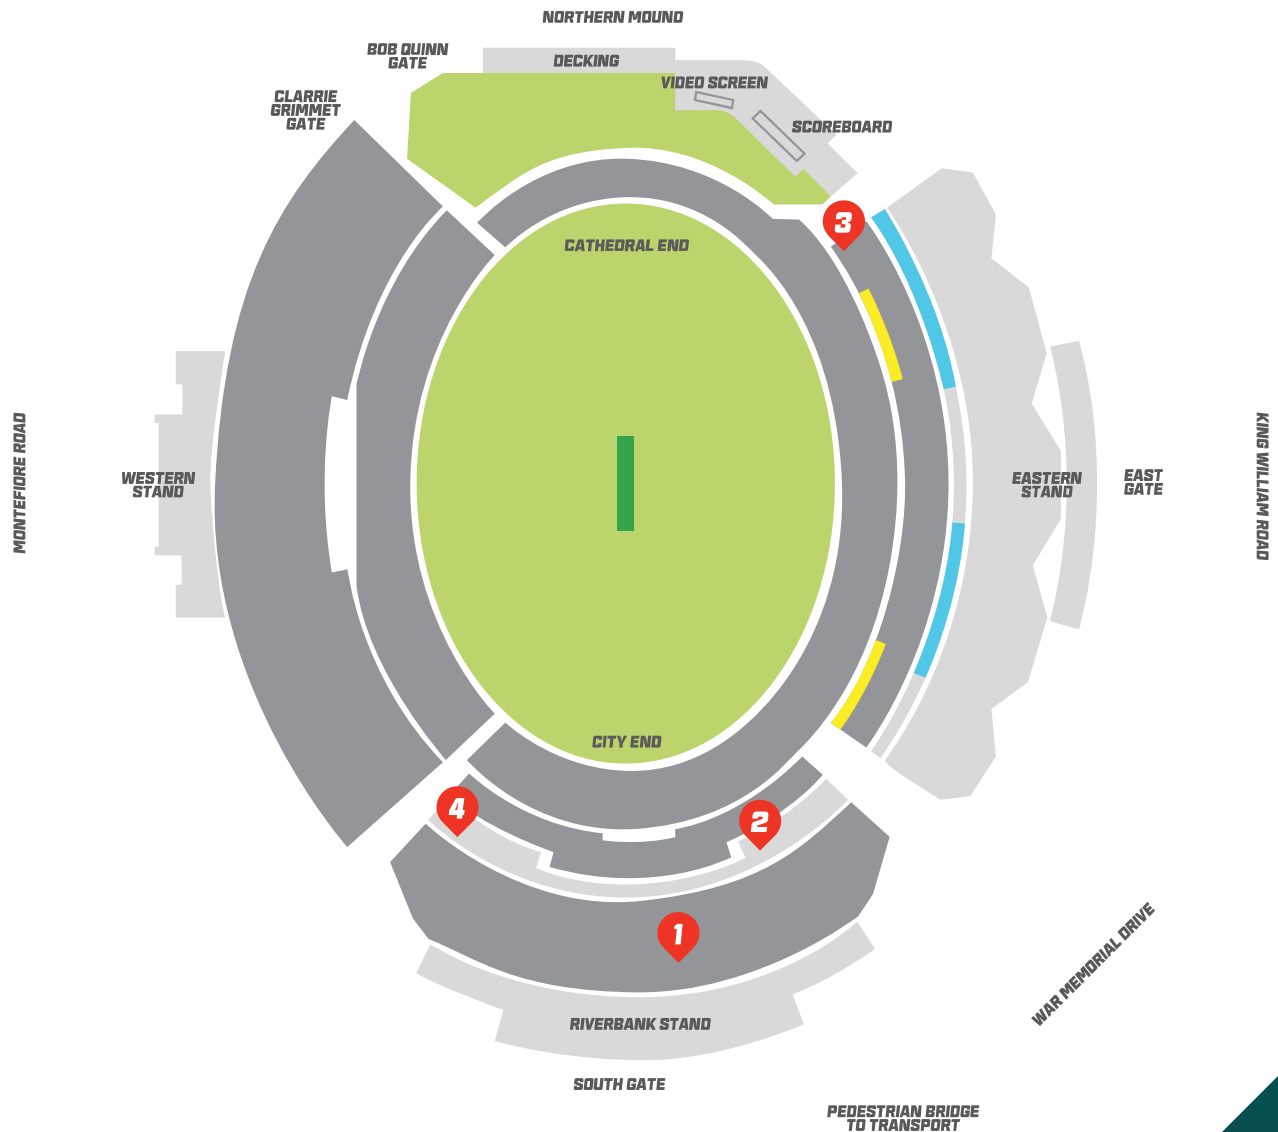 NORTHERN MOUND
BOB QUINN
GATE
DECKING
VIDEO SCREEN
CLARRIE
GRIMMET
GATE
SCOREBOARD
3
CATHEDRAL END
MONTEFIORE ROAD
WESTERN
STAND
EASTERN
STAND
EAST
GATE
KING WILLIAM ROAD
CITY END
4
2
1
WAR MEMORIAL DRIVE
RIVERBANK STAND
SOUTH GATE
PEDESTRIAN BRIDGE
TO TRANSPORT